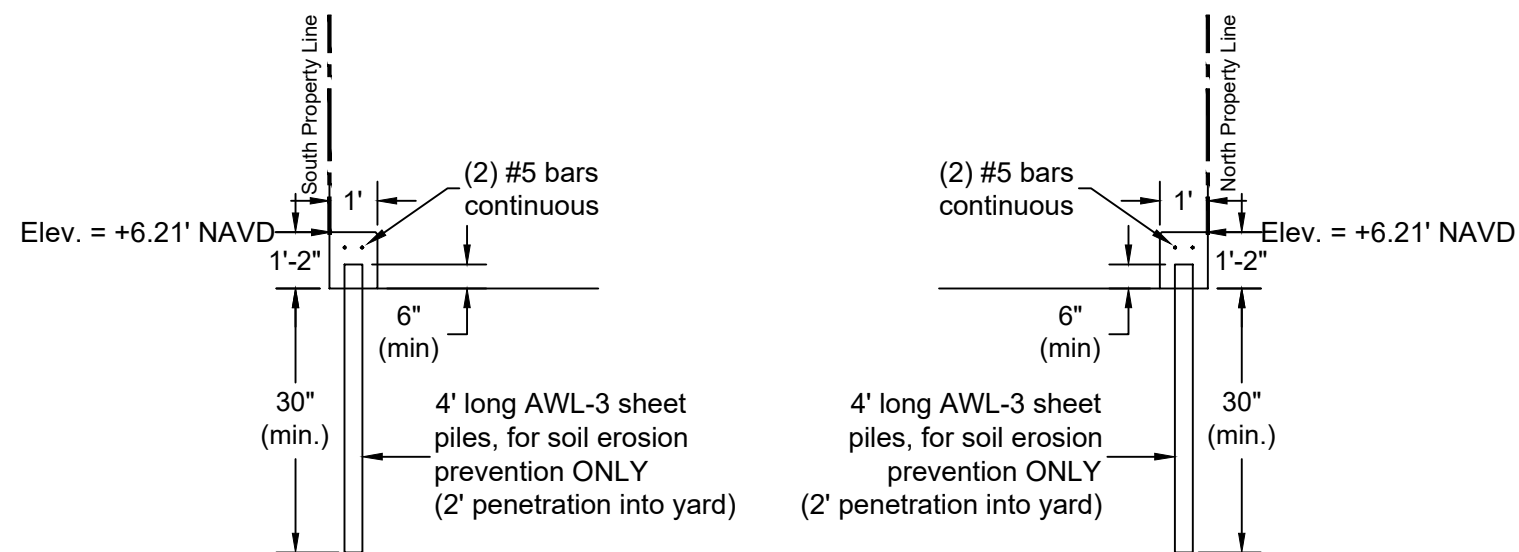 South Property Line
(2) #5 bars
continuous
1'
Elev. = +6.21' NAVD
1'-2"
6"
(min)
30"
(min.)
4' long AWL-3 sheet
piles, for soil erosion
prevention ONLY
(2' penetration into yard)
North Property Line
(2) #5 bars
continuous
1'
Elev. = +6.21' NAVD
1'-2"
6"
(min)
30"
(min.)
4' long AWL-3 sheet
piles, for soil erosion
prevention ONLY
(2' penetration into yard)